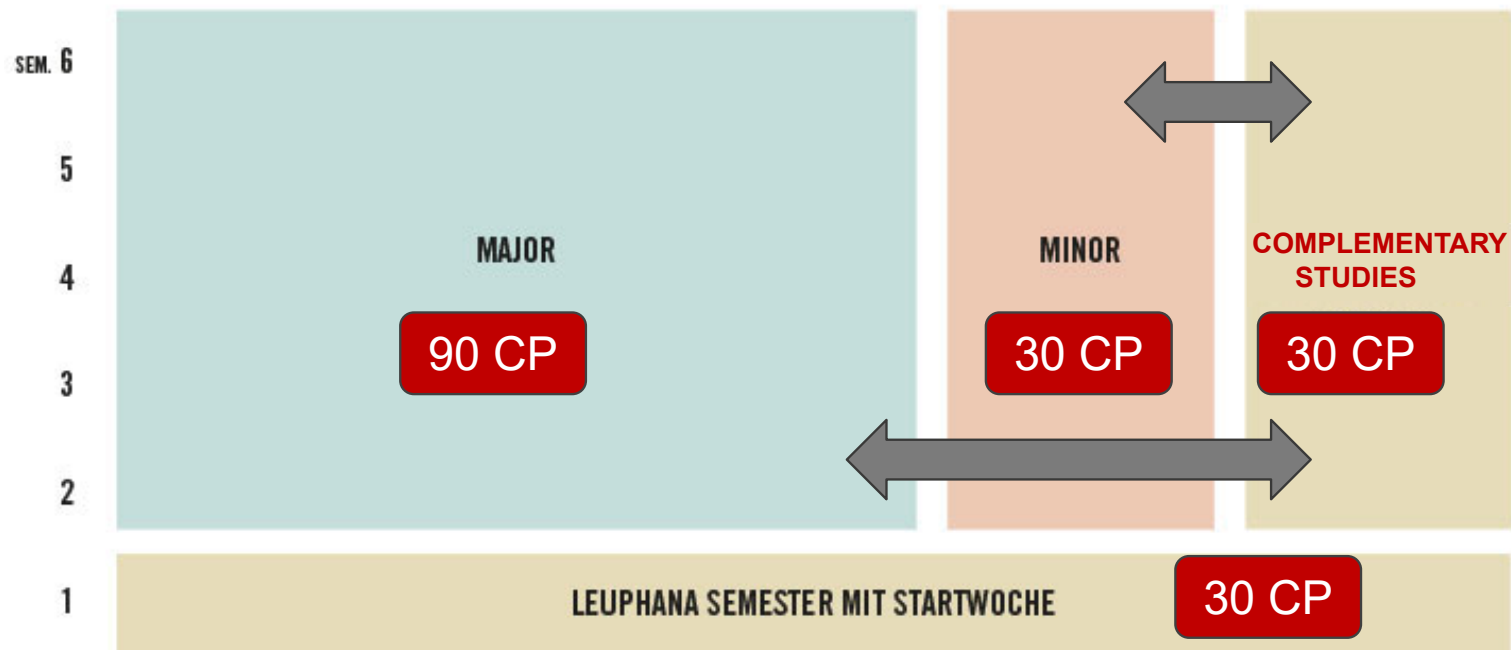 SEM. 6
5
MAJOR
MINOR
COMPLEMENTARY
STUDIES
4
90 CP
30 CP
30 CP
3
2
1
LEUPHANA SEMESTER MIT STARTWOCHE
30 CP